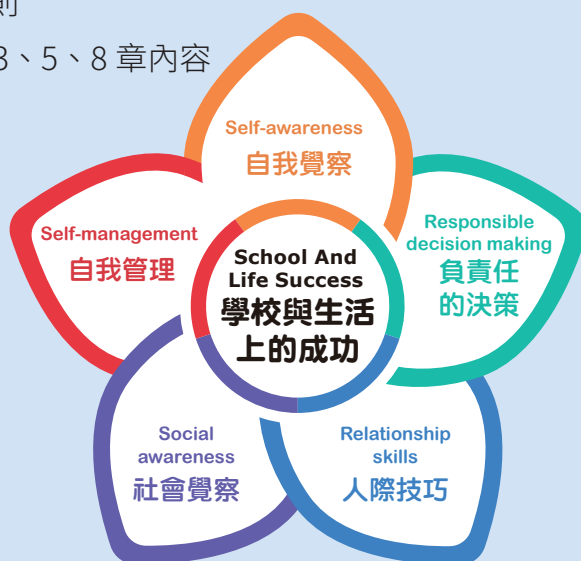 則
3、5、8 章內容
Self-awareness
自我覺察
Self-management
自我管理
School And
Life Success
學校與生活
上的成功
Responsible
decision making
負責任
的決策
Social
awareness
社會覺察
Relationship
skills
人際技巧